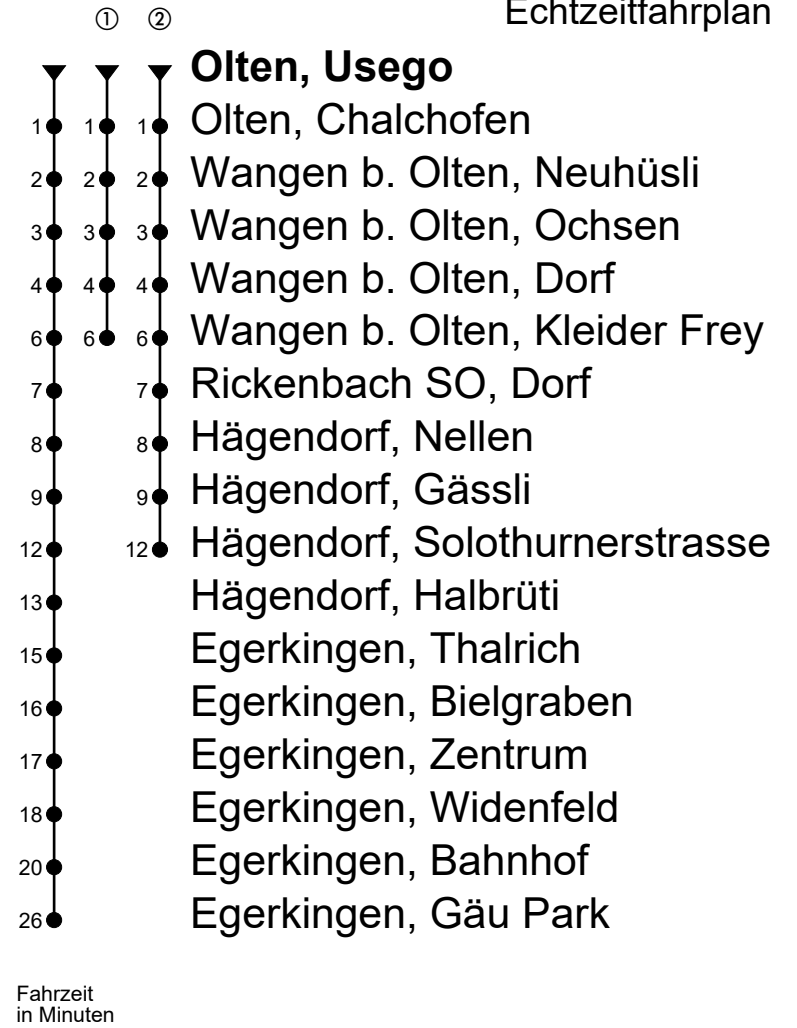 Echtzeitfahrplan
① ②
Olten, Usego
1 1 1 Olten, Chalchofen
2 2 2 Wangen b. Olten, Neuhüsli
3 3 3 Wangen b. Olten, Ochsen
4 4 4 Wangen b. Olten, Dorf
6 6 6 Wangen b. Olten, Kleider Frey
7 7 Rickenbach SO, Dorf
8 8 Hägendorf, Nellen
9 9 Hägendorf, Gässli
12 12 Hägendorf, Solothurnerstrasse
13 Hägendorf, Halbrüti
15 Egerkingen, Thalrich
16 Egerkingen, Bielgraben
17 Egerkingen, Zentrum
18 Egerkingen, Widenfeld
20 Egerkingen, Bahnhof
26 Egerkingen, Gäu Park
Fahrzeit
in Minuten